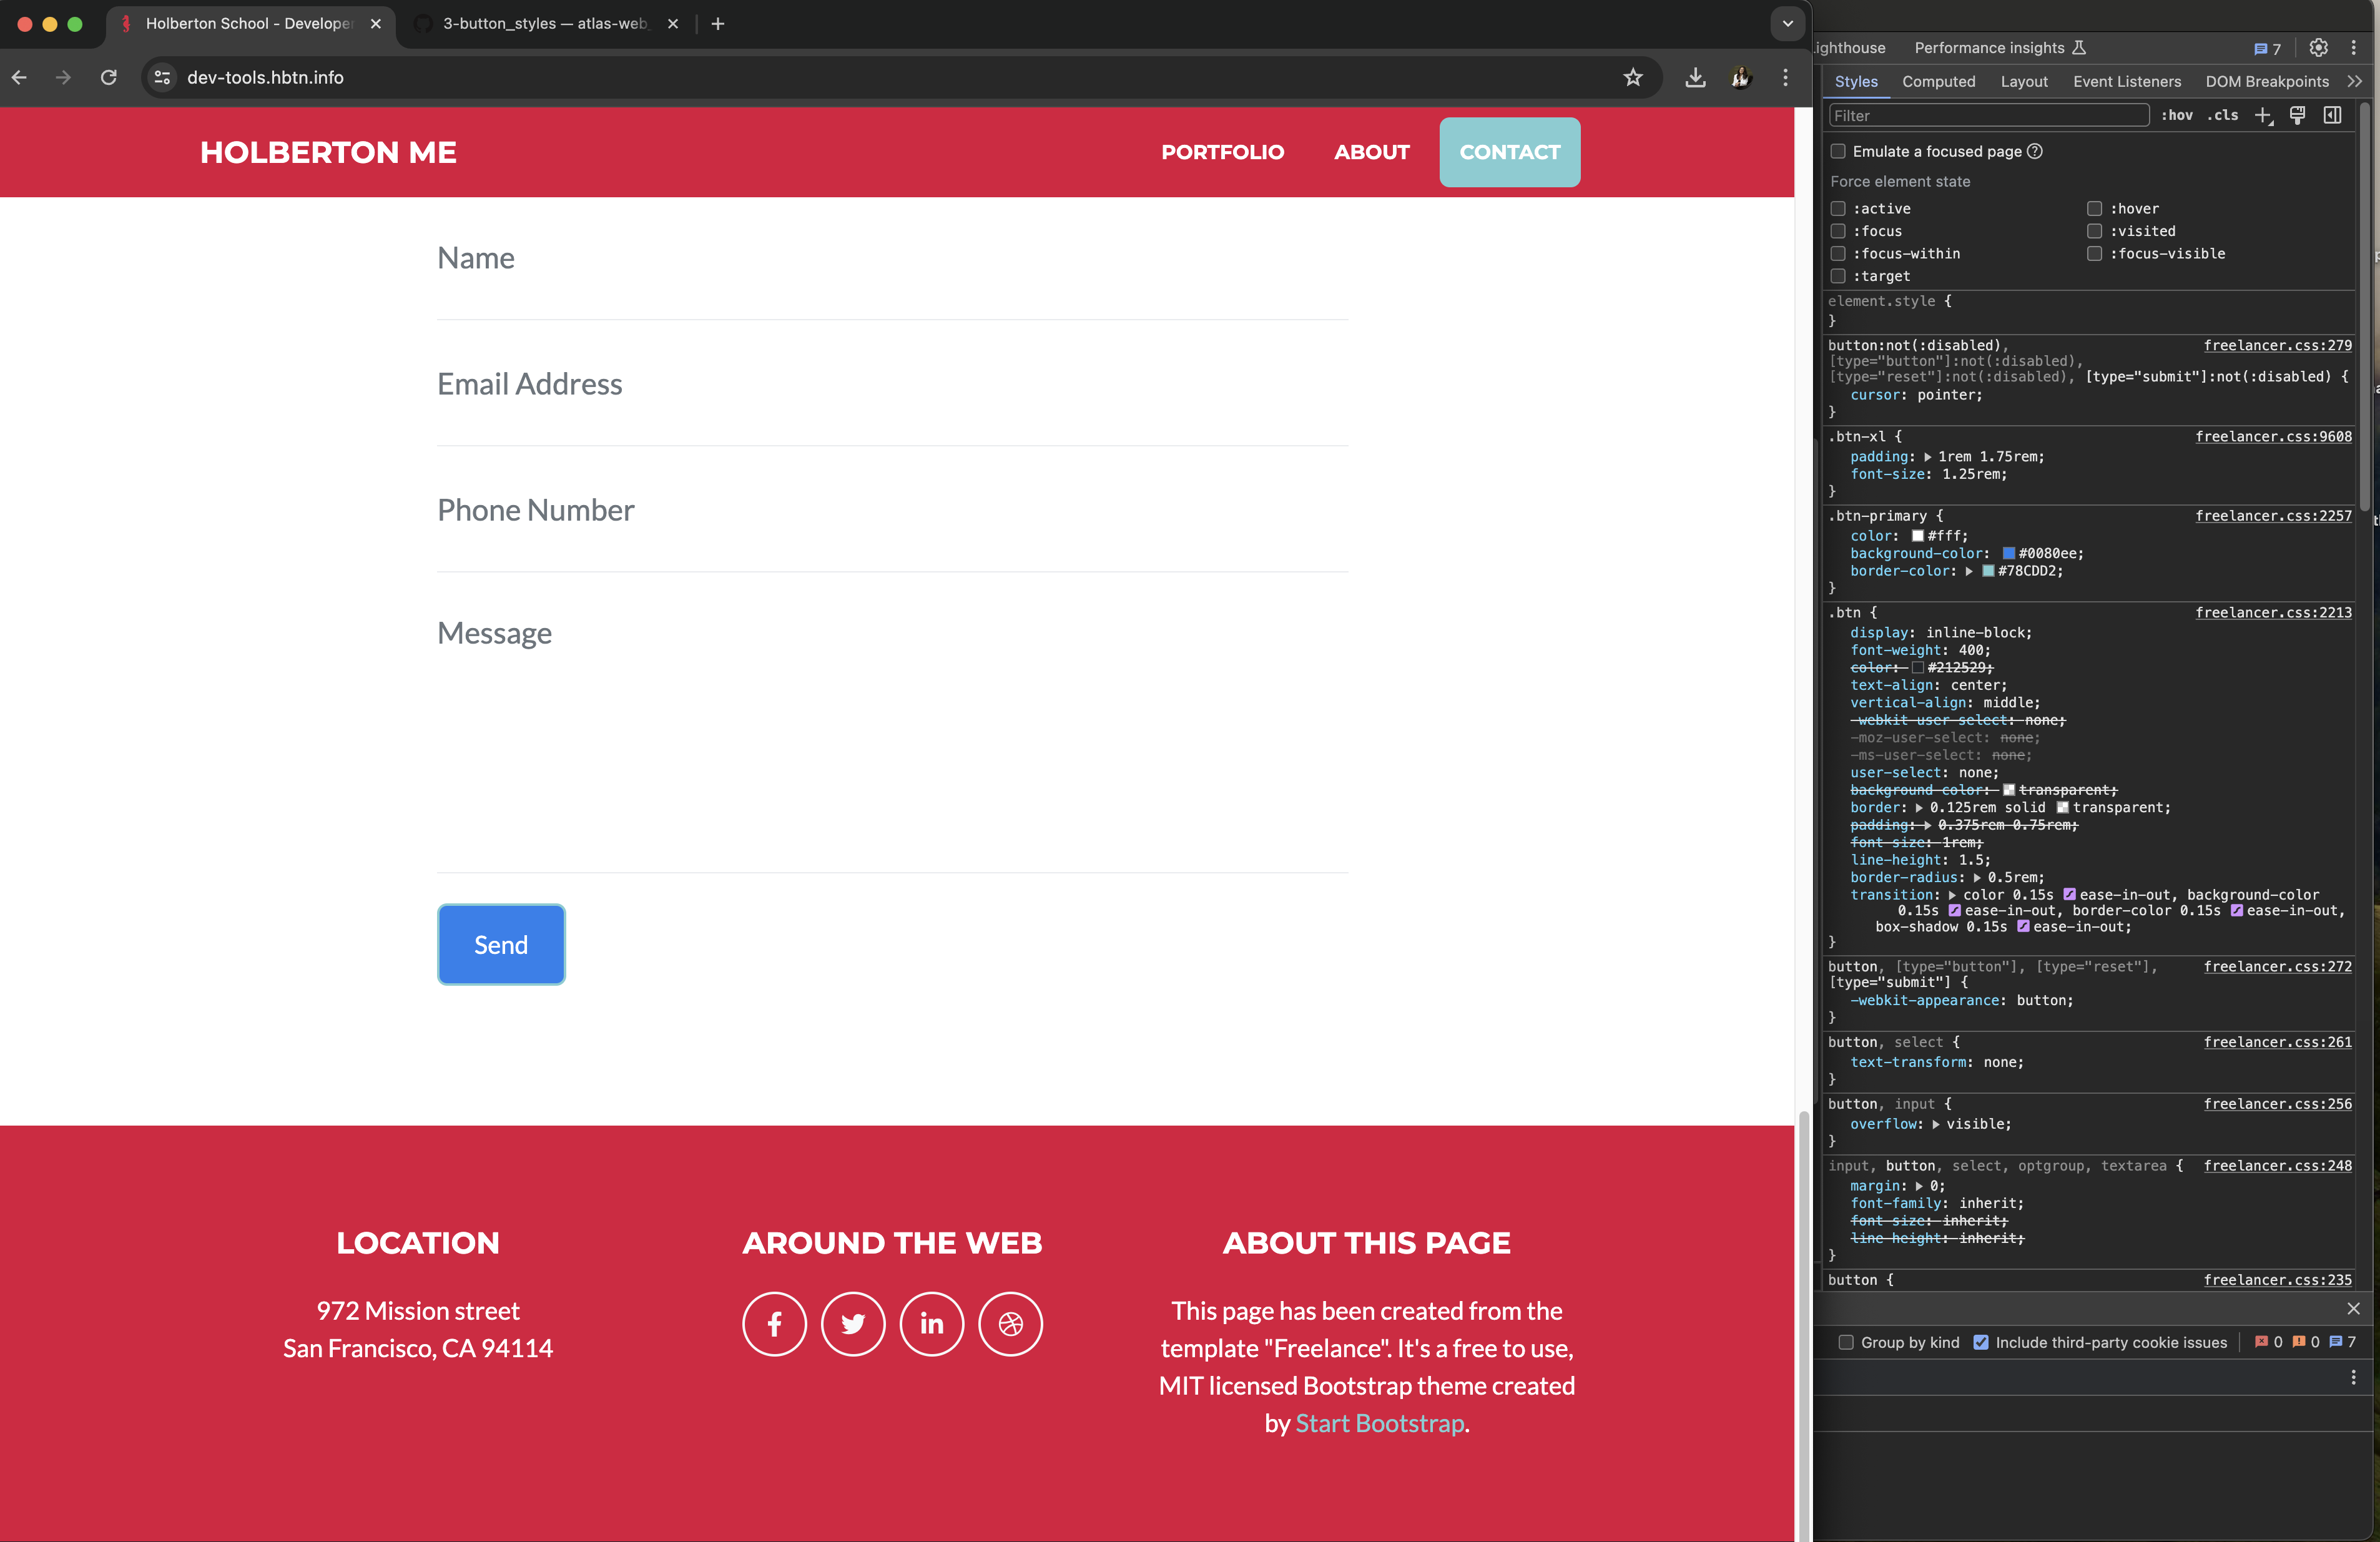 Holberton School - Developer
3-button_styles — atlas-web_
dev-tools.hbtn.info
HOLBERTON ME
PORTFOLIO
ABOUT
CONTACT
Name
Email Address
Phone Number
Message
Send
LOCATION
972 Mission street
San Francisco, CA 94114
AROUND THE WEB
ABOUT THIS PAGE
This page has been created from the
template "Freelance". It's a free to use,
MIT licensed Bootstrap theme created
by Start Bootstrap.
ighthouse
Performance insights
7
Styles
Computed
Layout
Event Listeners
DOM Breakpoints
Filter
:hov
.cls
Emulate a focused page
Force element state
:active
:hover
:focus
:visited
:focus-within
:focus-visible
:target
element.style {
}
button:not(:disabled), freelancer.css:279
[type="button"]:not(:disabled),
[type="reset"]:not(:disabled), [type="submit"]:not(:disabled) {
cursor: pointer;
}
.btn-xl { freelancer.css:9608
padding: 1rem 1.75rem;
font-size: 1.25rem;
}
.btn-primary { freelancer.css:2257
color: #fff;
background-color: #0080ee;
border-color: #78CDD2;
}
.btn { freelancer.css:2213
display: inline-block;
font-weight: 400;
color: #212529;
text-align: center;
vertical-align: middle;
-webkit-user-select: none;
-moz-user-select: none;
-ms-user-select: none;
user-select: none;
background-color: transparent;
border: 0.125rem solid transparent;
padding: 0.375rem 0.75rem;
font-size: 1rem;
line-height: 1.5;
border-radius: 0.5rem;
transition: color 0.15s ease-in-out, background-color
0.15s ease-in-out, border-color 0.15s ease-in-out,
box-shadow 0.15s ease-in-out;
}
button, [type="button"], [type="reset"], freelancer.css:272
[type="submit"] {
-webkit-appearance: button;
}
button, select { freelancer.css:261
text-transform: none;
}
button, input { freelancer.css:256
overflow: visible;
}
input, button, select, optgroup, textarea { freelancer.css:248
margin: 0;
font-family: inherit;
font-size: inherit;
line-height: inherit;
}
button { freelancer.css:235
Group by kind
Include third-party cookie issues
0
0
7